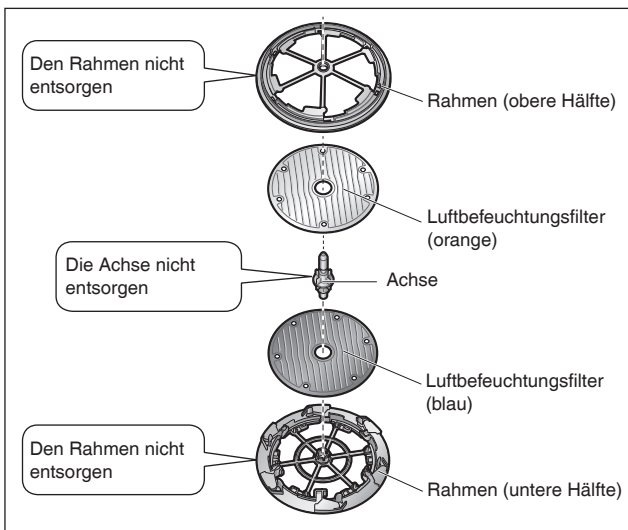 Den Rahmen nicht
entsorgen
Rahmen (obere Hälfte)
Luftbefeuchtungsfilter
(orange)
Die Achse nicht
entsorgen
Achse
Luftbefeuchtungsfilter
(blau)
Den Rahmen nicht
entsorgen
Rahmen (untere Hälfte)